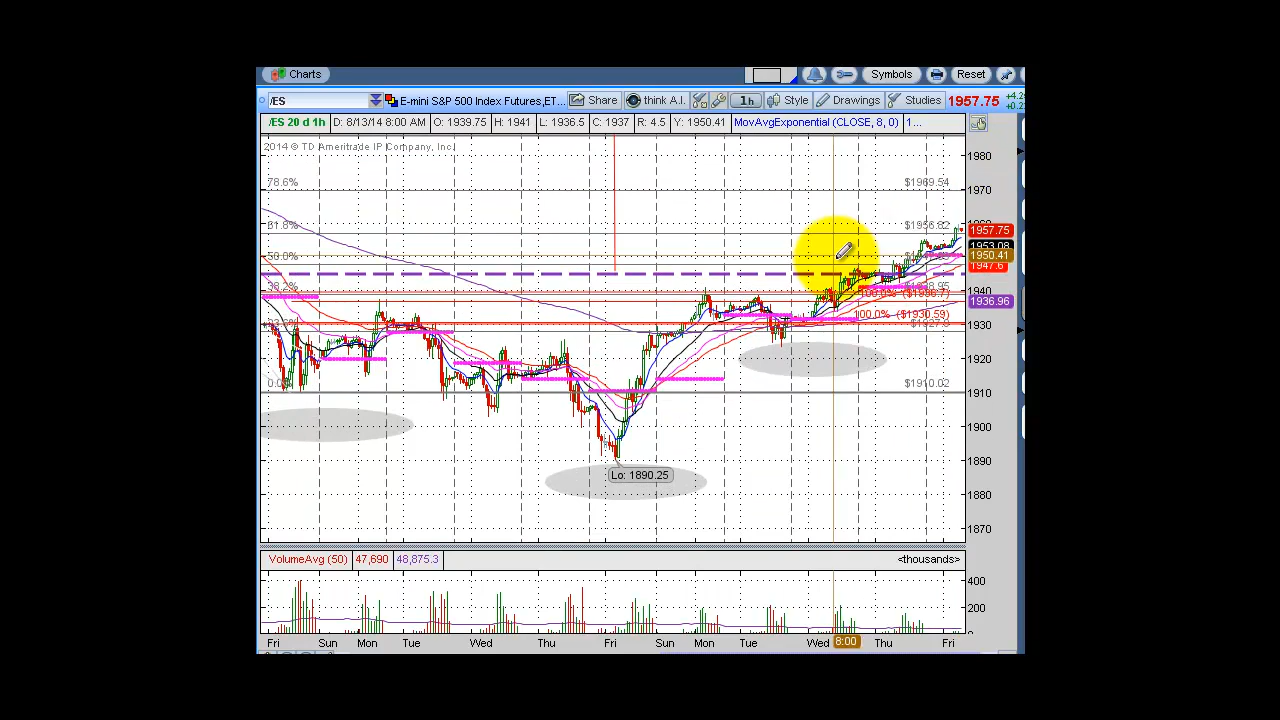 Charts Symbols Reset
/ES E-mini S&P 500 Index Futures,ET... Share think A.I. 1h Style Drawings Studies 1957.75
/ES 20 d 1h D: 8/13/14 8:00 AM O: 1939.75 H: 1941 L: 1936.5 C: 1937 R: 4.5 Y: 1950.41 MovAvgExponential (CLOSE, 8, 0) 1...
2014 © TD Ameritrade IP Company, Inc.
1980
78.6% $1969.54 1970
61.8% $1956.82
1957.75
1953.08
50.0% 1950.41
1947.6
38.2% 1940
1936.96
100.0% ($1930.59)
1930
1920
0.0% $1910.02 1910
1900
1890
Lo: 1890.25
1880
1870
VolumeAvg (50) 47,690 48,875.3 <thousands>
400
200
Fri Sun Mon Tue Wed Thu Fri Sun Mon Tue Wed 8:00 Thu Fri